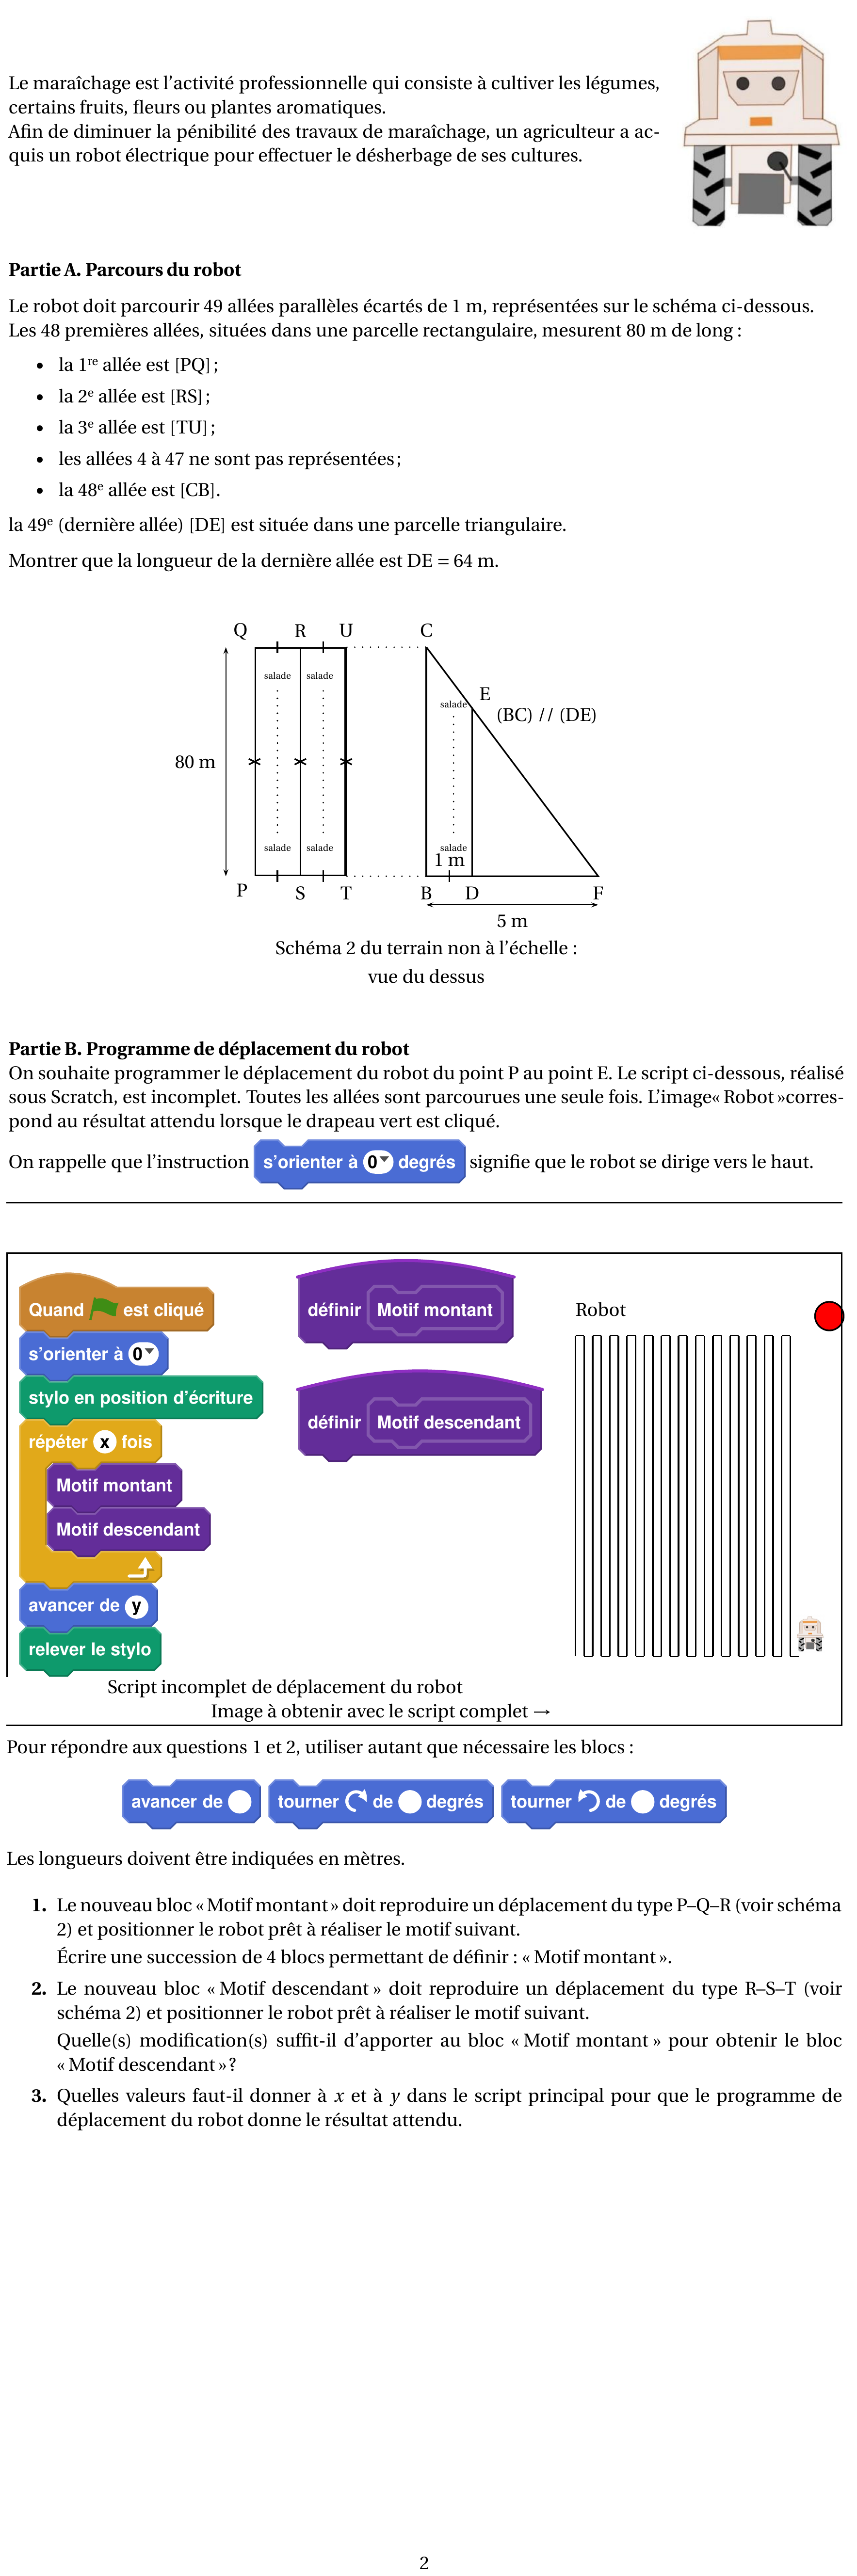 Le maraîchage est l'activité professionnelle qui consiste à cultiver les légumes,
certains fruits, fleurs ou plantes aromatiques.
Afin de diminuer la pénibilité des travaux de maraîchage, un agriculteur a ac-
quis un robot électrique pour effectuer le désherbage de ses cultures.
Partie A. Parcours du robot
Le robot doit parcourir 49 allées parallèles écartés de 1 m, représentées sur le schéma ci-dessous.
Les 48 premières allées, situées dans une parcelle rectangulaire, mesurent 80 m de long :
• la 1re allée est [PQ];
• la 2e allée est [RS];
• la 3e allée est [TU];
• les allées 4 à 47 ne sont pas représentées;
• la 48e allée est [CB].
la 49e (dernière allée) [DE] est située dans une parcelle triangulaire.
Montrer que la longueur de la dernière allée est DE = 64 m.
Q R U C
salade salade
E
salade
(BC) // (DE)
80 m
salade salade salade
1 m
P S T B D F
5 m
Schéma 2 du terrain non à l'échelle :
vue du dessus
Partie B. Programme de déplacement du robot
On souhaite programmer le déplacement du robot du point P au point E. Le script ci-dessous, réalisé
sous Scratch, est incomplet. Toutes les allées sont parcourues une seule fois. L'image« Robot »corres-
pond au résultat attendu lorsque le drapeau vert est cliqué.
On rappelle que l'instruction s'orienter à 0 degrés signifie que le robot se dirige vers le haut.
Quand est cliqué
s'orienter à 0
stylo en position d'écriture
répéter x fois
Motif montant
Motif descendant
avancer de y
relever le stylo
définir Motif montant
définir Motif descendant
Robot
Script incomplet de déplacement du robot
Image à obtenir avec le script complet →
Pour répondre aux questions 1 et 2, utiliser autant que nécessaire les blocs :
avancer de tourner de degrés tourner de degrés
Les longueurs doivent être indiquées en mètres.
1. Le nouveau bloc « Motif montant » doit reproduire un déplacement du type P–Q–R (voir schéma
2) et positionner le robot prêt à réaliser le motif suivant.
Écrire une succession de 4 blocs permettant de définir : « Motif montant ».
2. Le nouveau bloc « Motif descendant » doit reproduire un déplacement du type R–S–T (voir
schéma 2) et positionner le robot prêt à réaliser le motif suivant.
Quelle(s) modification(s) suffit-il d'apporter au bloc « Motif montant » pour obtenir le bloc
« Motif descendant »?
3. Quelles valeurs faut-il donner à x et à y dans le script principal pour que le programme de
déplacement du robot donne le résultat attendu.
2